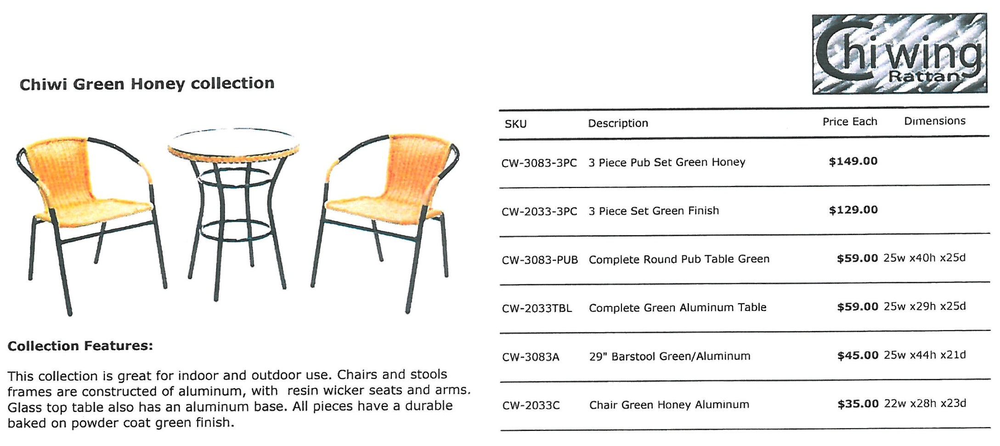 Chiwing
Rattan
Chiwi Green Honey collection
SKU Description Price Each Dimensions
CW-3083-3PC 3 Piece Pub Set Green Honey $149.00
CW-2033-3PC 3 Piece Set Green Finish $129.00
CW-3083-PUB Complete Round Pub Table Green $59.00 25w x40h x25d
CW-2033TBL Complete Green Aluminum Table $59.00 25w x29h x25d
CW-3083A 29" Barstool Green/Aluminum $45.00 25w x44h x21d
CW-2033C Chair Green Honey Aluminum $35.00 22w x28h x23d
Collection Features:
This collection is great for indoor and outdoor use. Chairs and stools
frames are constructed of aluminum, with resin wicker seats and arms.
Glass top table also has an aluminum base. All pieces have a durable
baked on powder coat green finish.